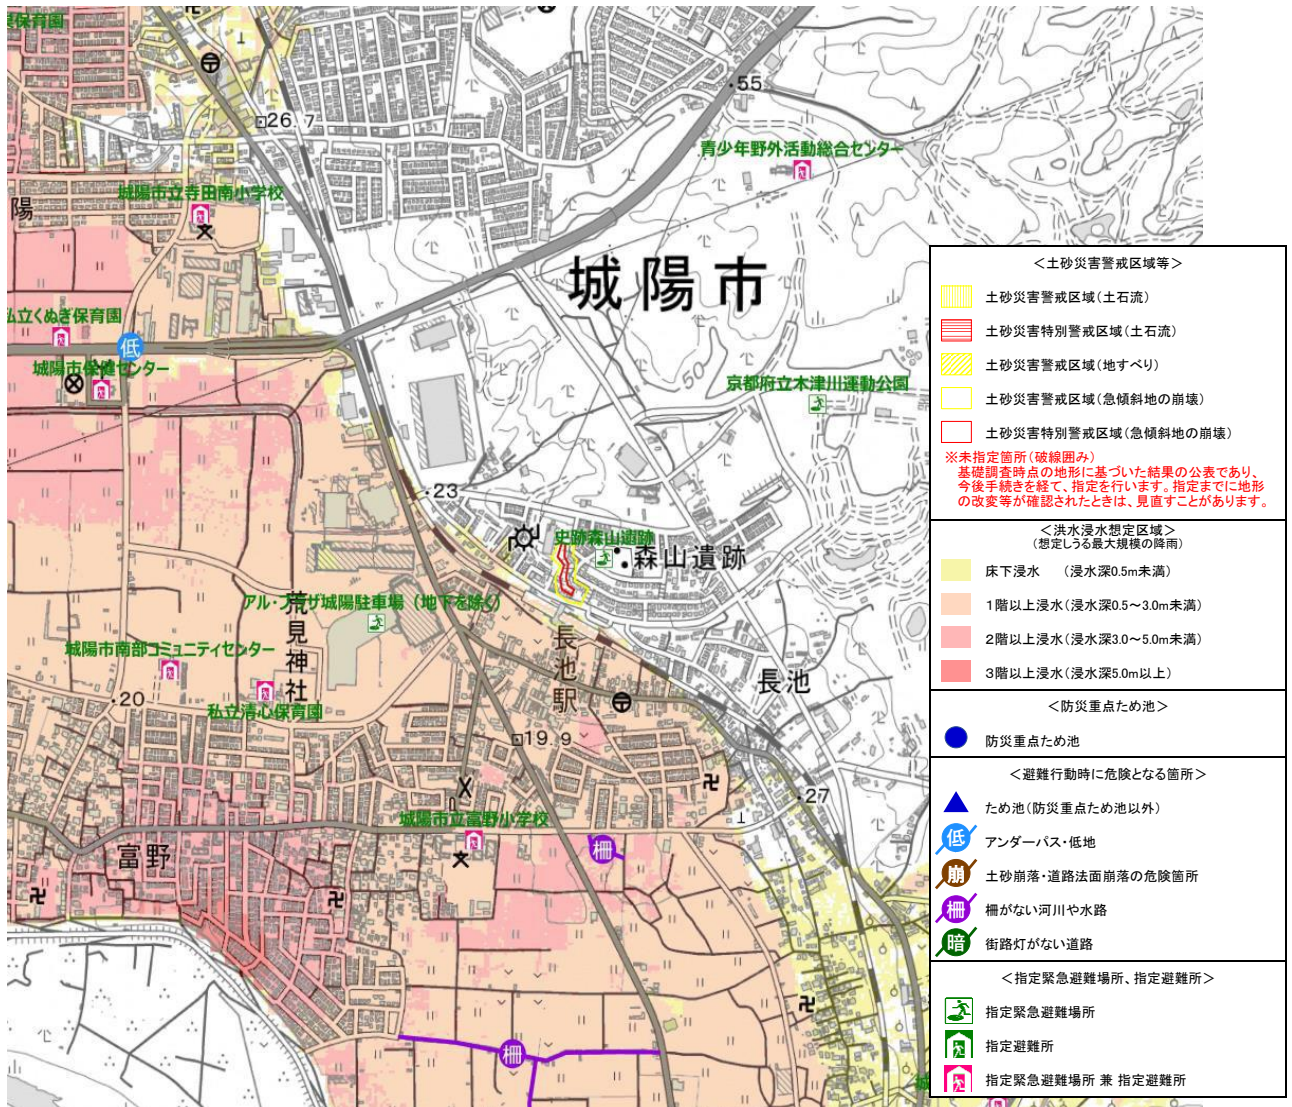 保育園
26.7
・55
青少年野外活動総合センター
城陽市立寺田南小学校
陽
城陽市
私立くぬぎ保育園
低
城陽市保健センター
50
京都府立木津川運動公園
・23
史跡森山遺跡
森山遺跡
アル・プラザ城陽駐車場（地下を除く）
荒見神社
長池駅
城陽市南部コミュニティセンター
長池
・20
私立清心保育園
19.9
・27
城陽市立富野小学校
柵
富野
柵
＜土砂災害警戒区域等＞
土砂災害警戒区域（土石流）
土砂災害特別警戒区域（土石流）
土砂災害警戒区域（地すべり）
土砂災害警戒区域（急傾斜地の崩壊）
土砂災害特別警戒区域（急傾斜地の崩壊）
※未指定箇所（破線囲み）
基礎調査時点の地形に基づいた結果の公表であり、
今後手続きを経て、指定を行います。指定までに地形
の改変等が確認されたときは、見直すことがあります。
＜洪水浸水想定区域＞
（想定しうる最大規模の降雨）
床下浸水　（浸水深0.5m未満）
1階以上浸水（浸水深0.5～3.0m未満）
2階以上浸水（浸水深3.0～5.0m未満）
3階以上浸水（浸水深5.0m以上）
＜防災重点ため池＞
防災重点ため池
＜避難行動時に危険となる箇所＞
ため池（防災重点ため池以外）
低 アンダーパス・低地
崩 土砂崩落・道路法面崩落の危険箇所
柵 柵がない河川や水路
暗 街路灯がない道路
＜指定緊急避難場所、指定避難所＞
指定緊急避難場所
指定避難所
指定緊急避難場所 兼 指定避難所